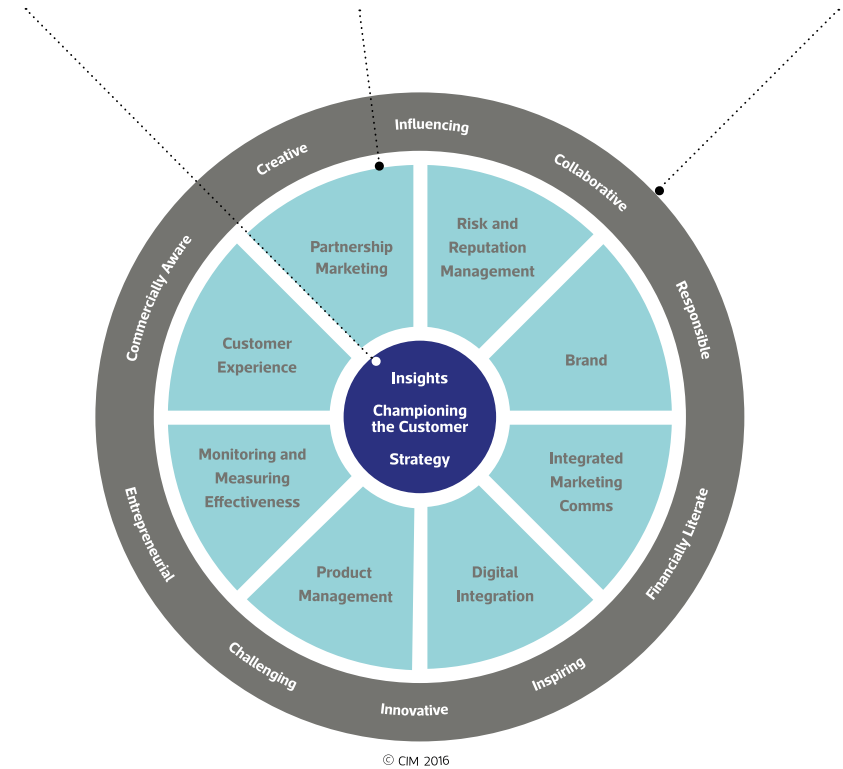 Influencing
Collaborative
Responsible
Financially Literate
Inspiring
Innovative
Challenging
Entrepreneurial
Commercially Aware
Creative
Risk and
Reputation
Management
Brand
Integrated
Marketing
Comms
Digital
Integration
Product
Management
Monitoring and
Measuring
Effectiveness
Customer
Experience
Partnership
Marketing
Insights
Championing
the Customer
Strategy
© CIM 2016